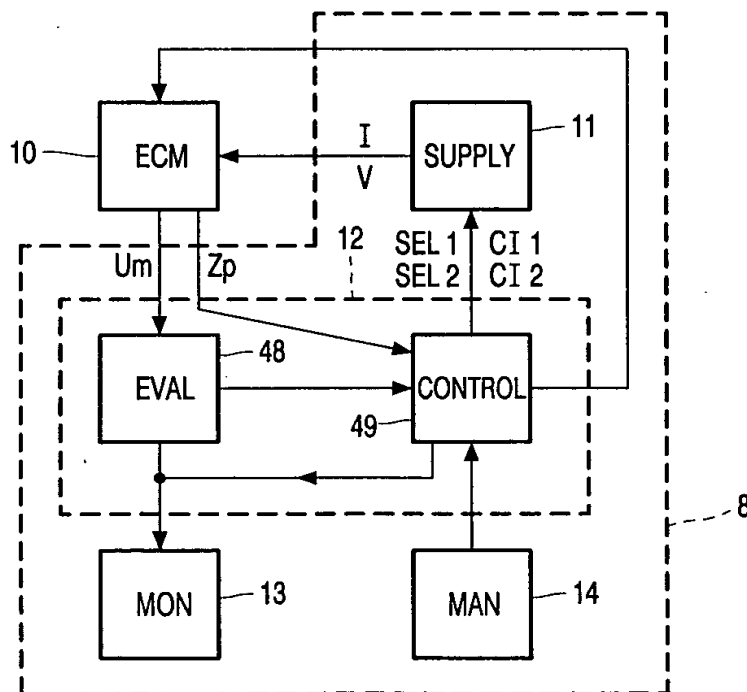 10
ECM
I
V
SUPPLY
11
Um
Zp
12
SEL 1
SEL 2
CI 1
CI 2
EVAL
48
CONTROL
49
8
MON
13
MAN
14